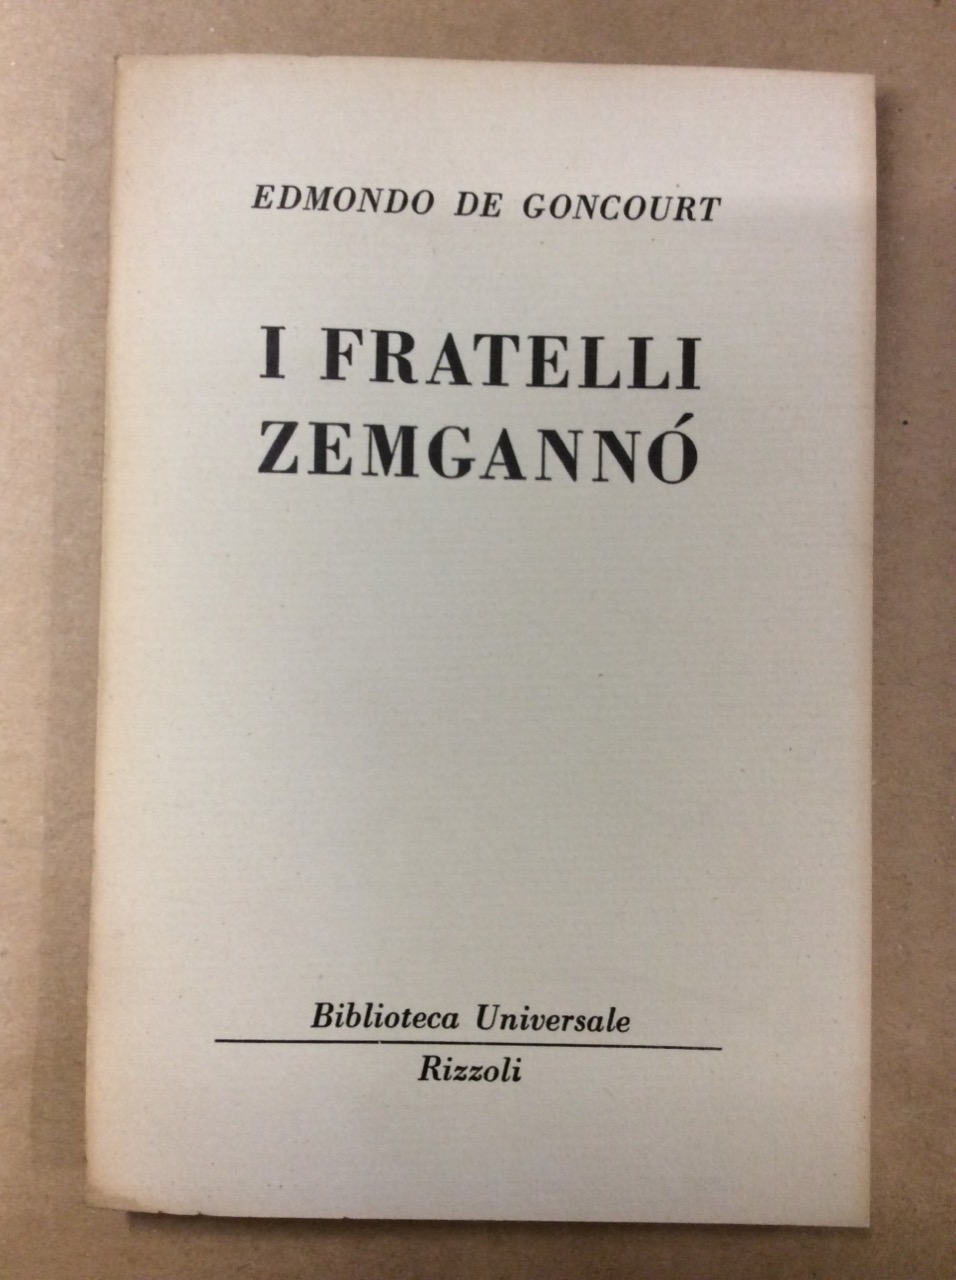 EDMONDO DE GONCOURT
I FRATELLI
ZEMGANNÓ
Biblioteca Universale
Rizzoli